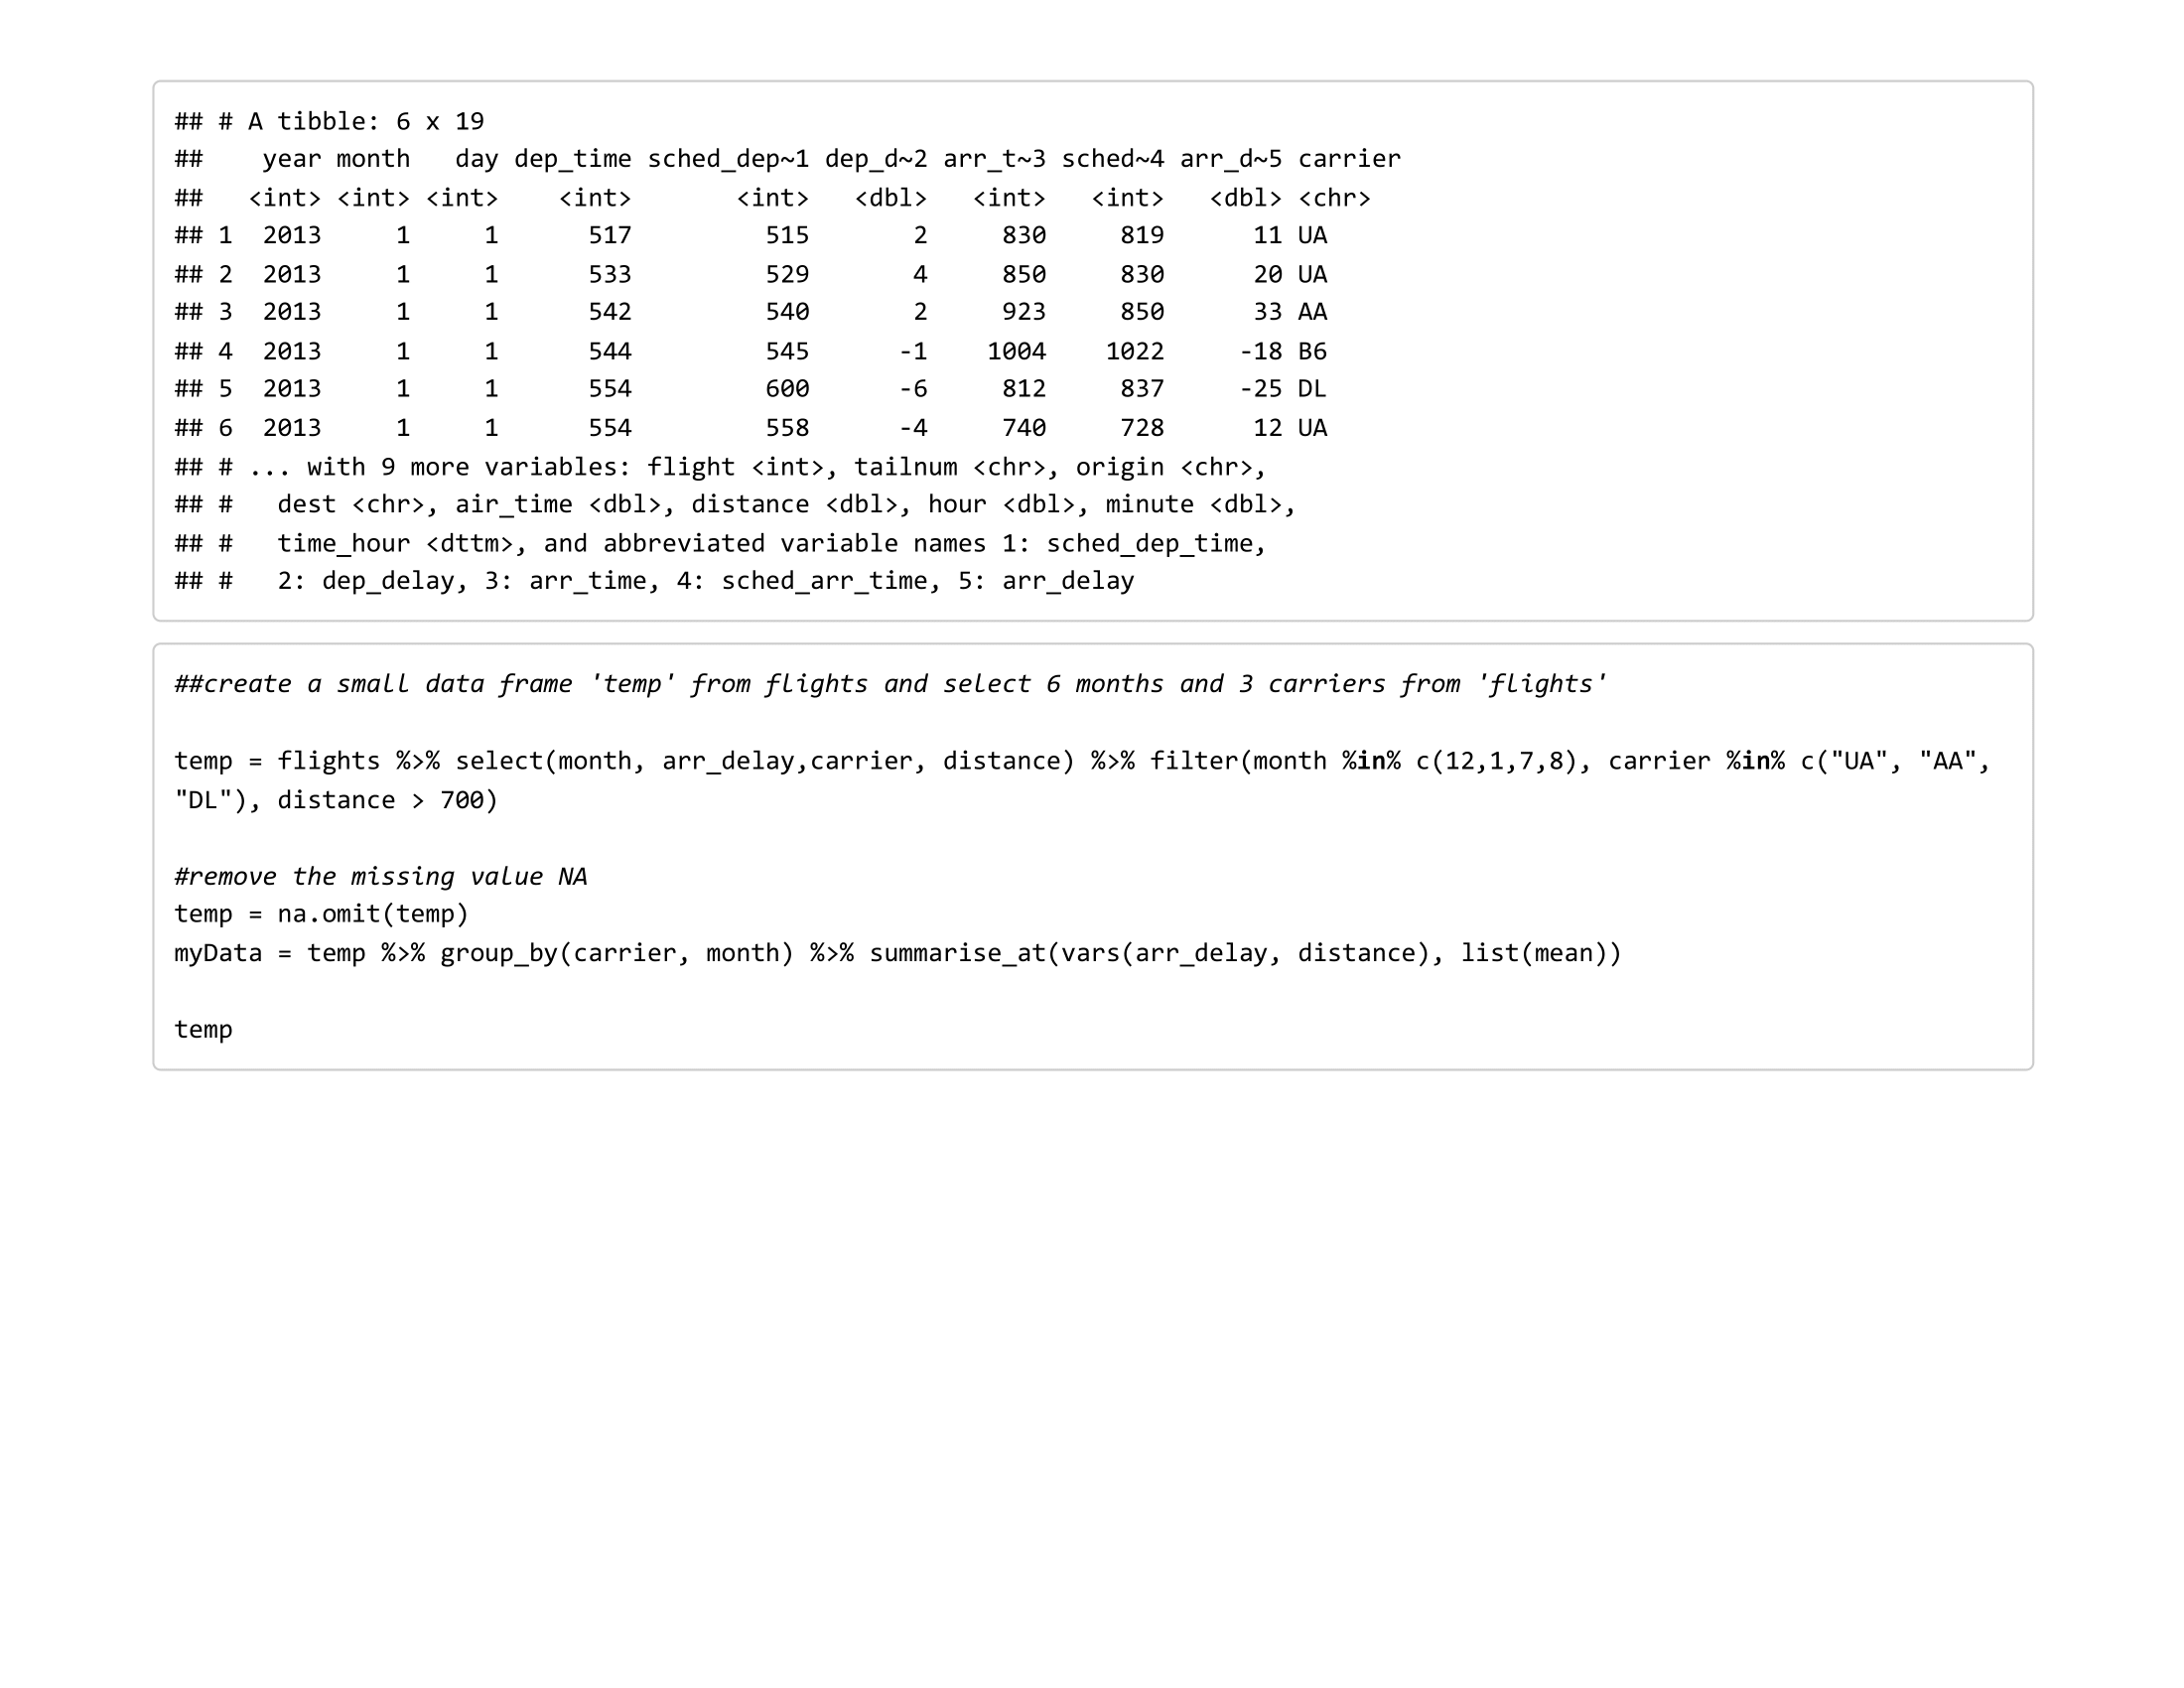 ## # A tibble: 6 x 19
##    year month   day dep_time sched_dep~1 dep_d~2 arr_t~3 sched~4 arr_d~5 carrier
##   <int> <int> <int>    <int>       <int>   <dbl>   <int>   <int>   <dbl> <chr>
## 1  2013     1     1      517         515       2     830     819      11 UA
## 2  2013     1     1      533         529       4     850     830      20 UA
## 3  2013     1     1      542         540       2     923     850      33 AA
## 4  2013     1     1      544         545      -1    1004    1022     -18 B6
## 5  2013     1     1      554         600      -6     812     837     -25 DL
## 6  2013     1     1      554         558      -4     740     728      12 UA
## # ... with 9 more variables: flight <int>, tailnum <chr>, origin <chr>,
## #   dest <chr>, air_time <dbl>, distance <dbl>, hour <dbl>, minute <dbl>,
## #   time_hour <dttm>, and abbreviated variable names 1: sched_dep_time,
## #   2: dep_delay, 3: arr_time, 4: sched_arr_time, 5: arr_delay
##create a small data frame 'temp' from flights and select 6 months and 3 carriers from 'flights'
temp = flights %>% select(month, arr_delay,carrier, distance) %>% filter(month %in% c(12,1,7,8), carrier %in% c("UA", "AA",
"DL"), distance > 700)
#remove the missing value NA
temp = na.omit(temp)
myData = temp %>% group_by(carrier, month) %>% summarise_at(vars(arr_delay, distance), list(mean))
temp